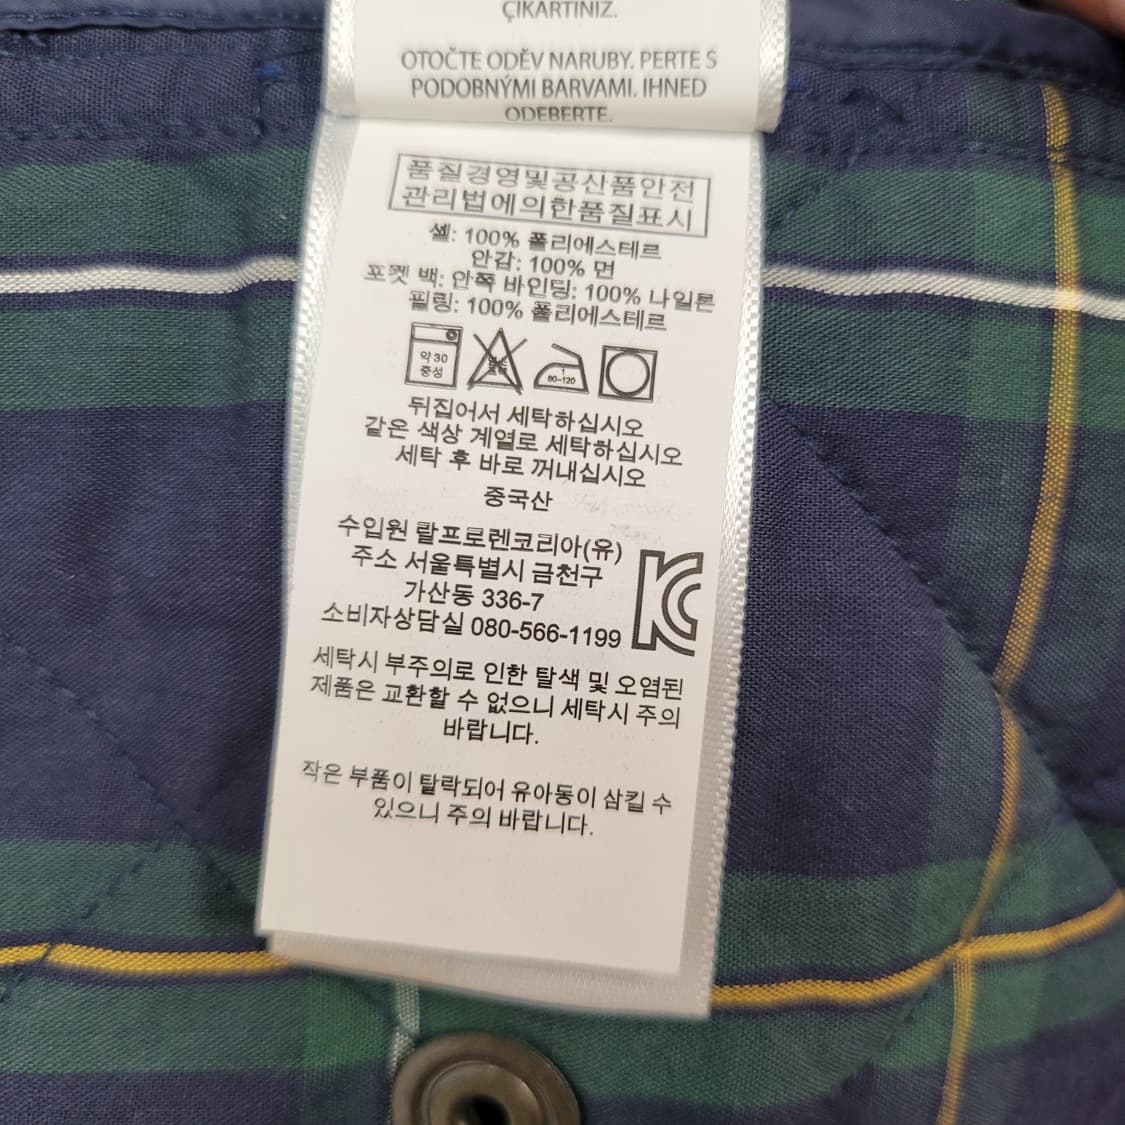 ÇIKARTINIZ.
OTOČTE ODĚV NARUBY. PERTE S
PODOBNÝMI BARVAMI. IHNED
ODEBERTE.
품질경영및공산품안전
관리법에의한품질표시
셸: 100% 폴리에스테르
안감: 100% 면
포켓 백: 안쪽 바인딩: 100% 나일론
필링: 100% 폴리에스테르
약 30
중성
1
80~120
뒤집어서 세탁하십시오
같은 색상 계열로 세탁하십시오
세탁 후 바로 꺼내십시오
중국산
수입원 랄프로렌코리아(유)
주소 서울특별시 금천구
가산동 336-7
소비자상담실 080-566-1199
세탁시 부주의로 인한 탈색 및 오염된
제품은 교환할 수 없으니 세탁시 주의
바랍니다.
작은 부품이 탈락되어 유아동이 삼킬 수
있으니 주의 바랍니다.